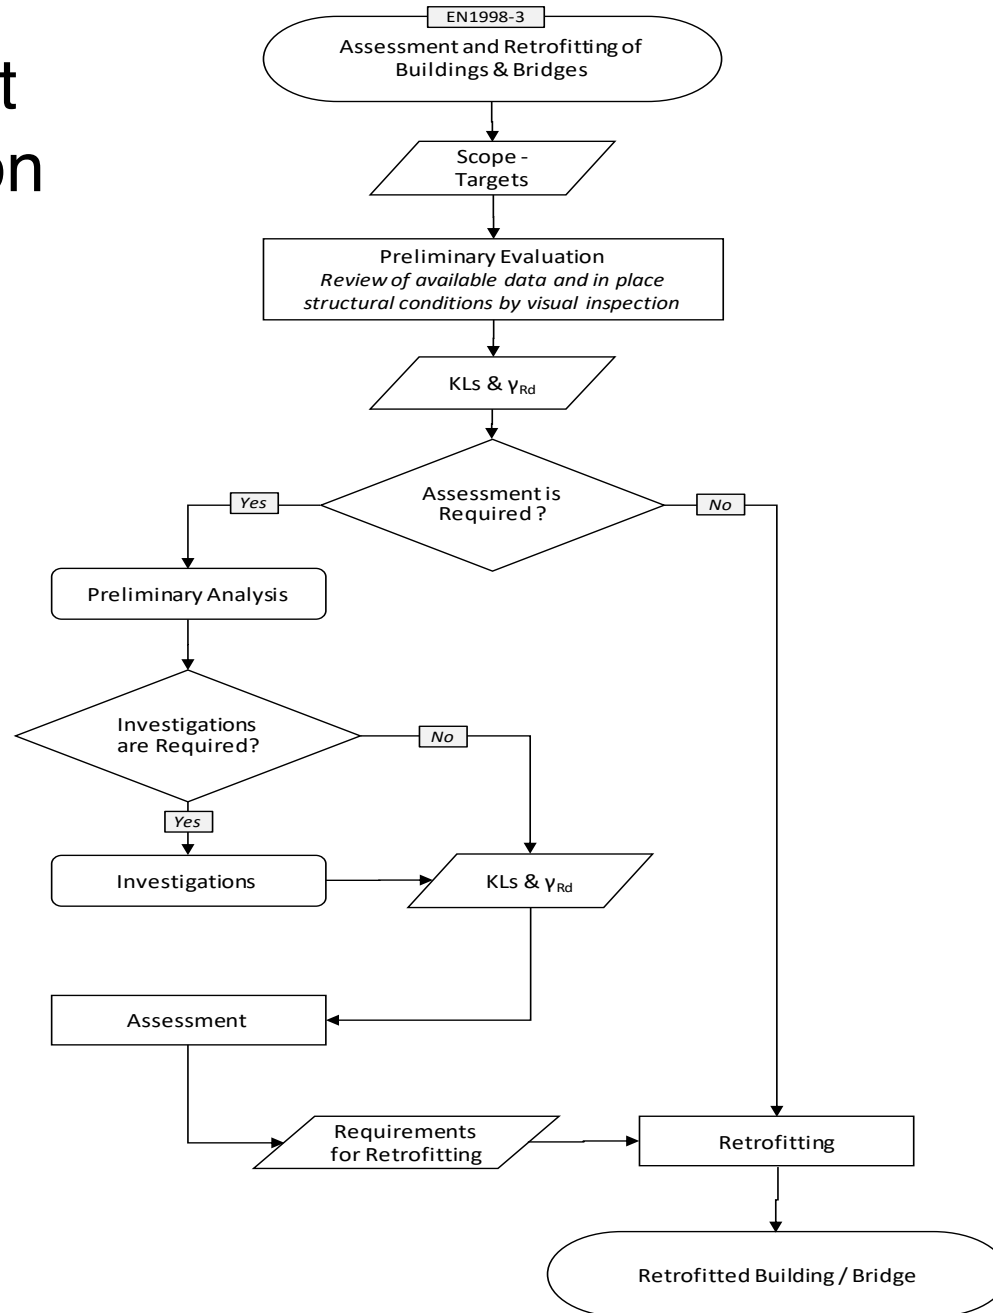 t
on
EN1998-3
Assessment and Retrofitting of
Buildings & Bridges
Scope -
Targets
Preliminary Evaluation
Review of available data and in place
structural conditions by visual inspection
KLs & γRd
Assessment is
Required ?
Yes
No
Preliminary Analysis
Investigations
are Required?
No
Yes
Investigations
KLs & γRd
Assessment
Requirements
for Retrofitting
Retrofitting
Retrofitted Building / Bridge